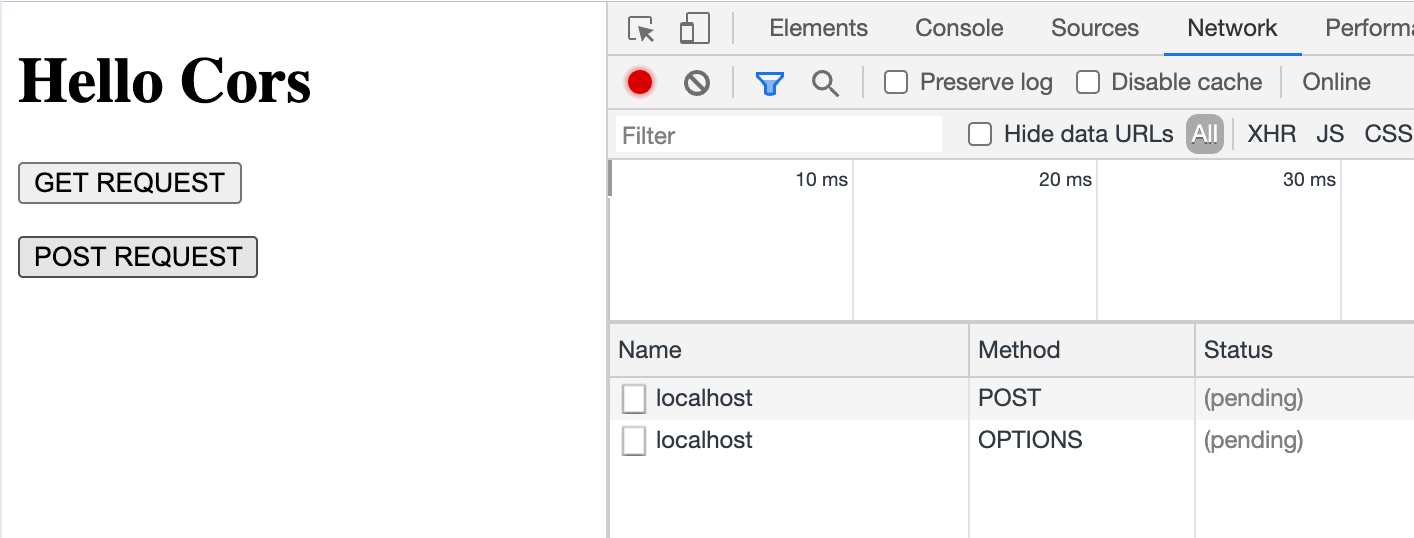 Hello Cors
GET REQUEST
POST REQUEST
Elements Console Sources Network Performa
Preserve log Disable cache Online
Filter Hide data URLs All XHR JS CSS
10 ms 20 ms 30 ms
Name Method Status
localhost POST (pending)
localhost OPTIONS (pending)